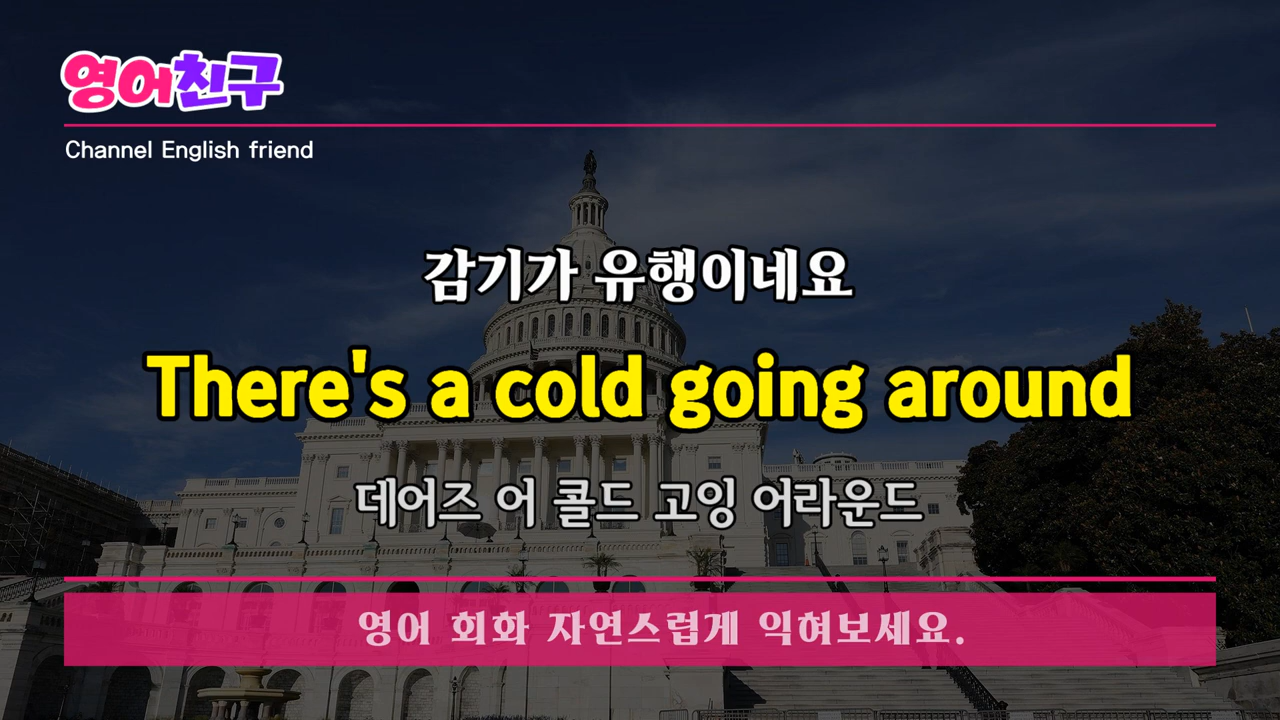 영어친구
Channel English friend
감기가 유행이네요
There's a cold going around
데어즈 어 콜드 고잉 어라운드
영어 회화 자연스럽게 익혀보세요.